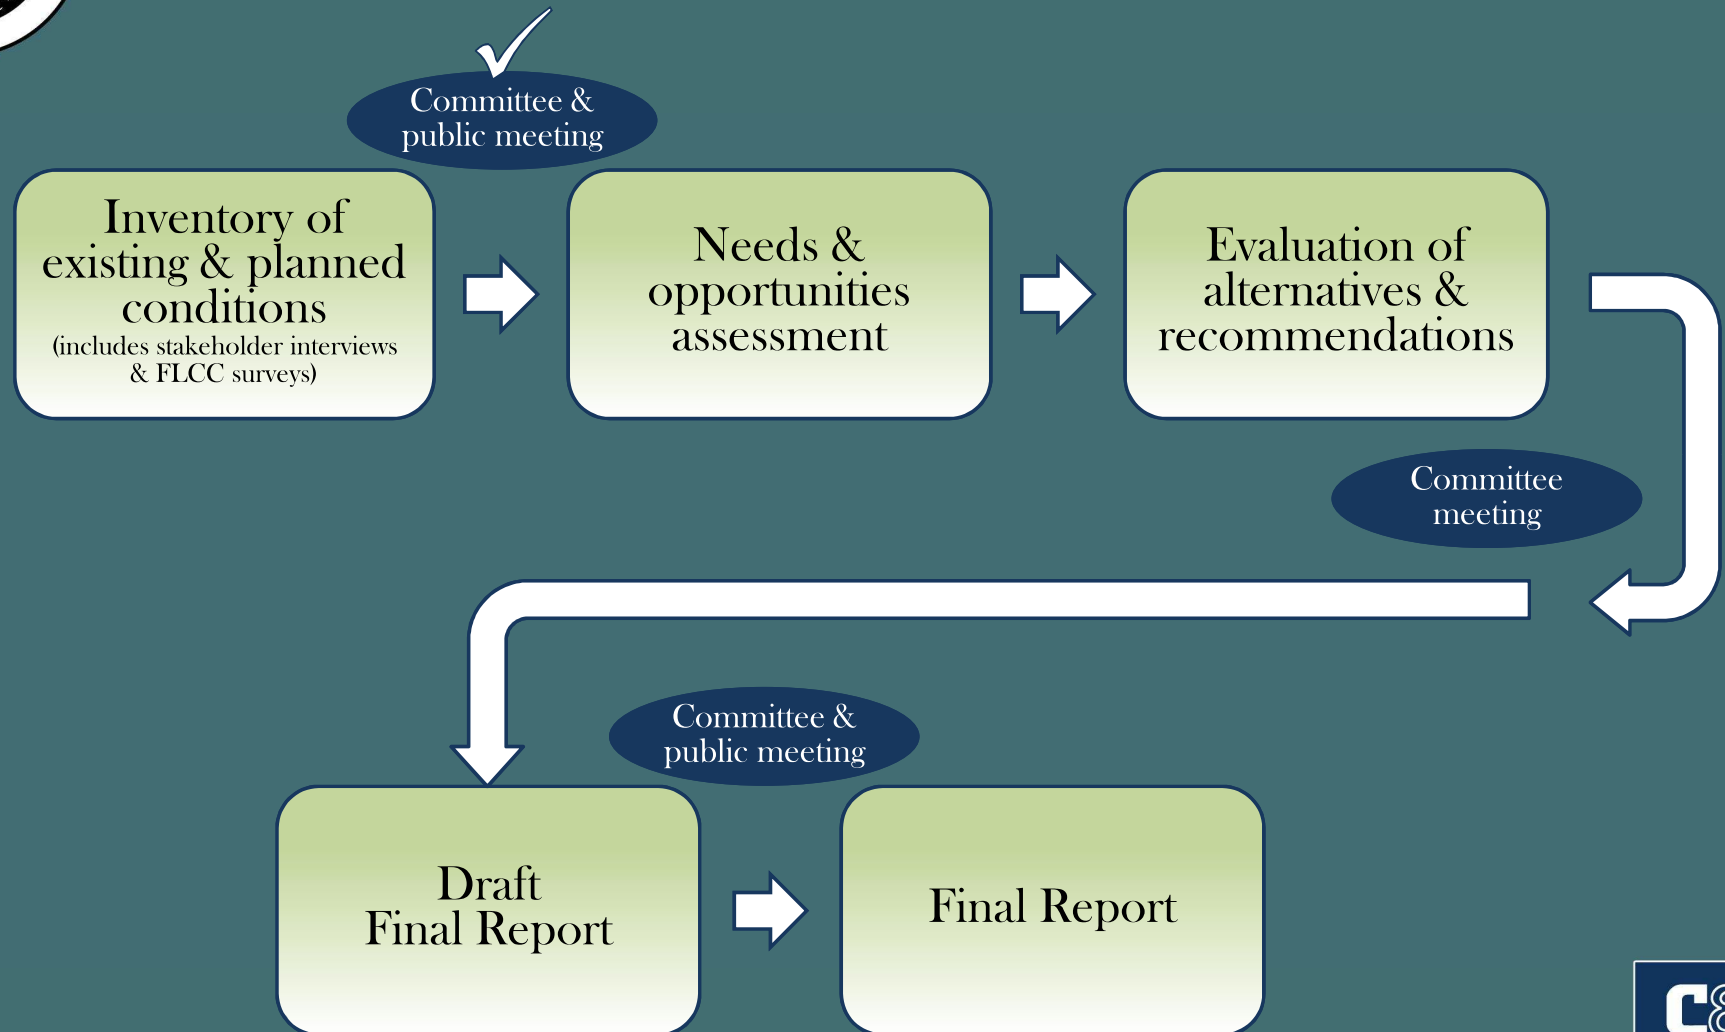 Committee &
public meeting
Inventory of
existing & planned
conditions
(includes stakeholder interviews
& FLCC surveys)
Needs &
opportunities
assessment
Evaluation of
alternatives &
recommendations
Committee
meeting
Committee &
public meeting
Draft
Final Report
Final Report